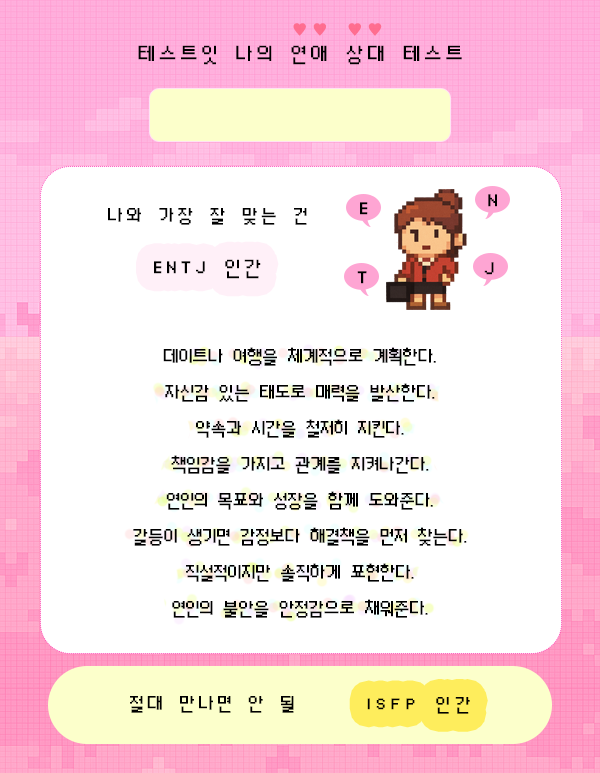 테스트잇 나의 연애 상대 테스트
나와 가장 잘 맞는 건
ENTJ 인간
E
N
T
J
데이트나 여행을 체계적으로 계획한다.
자신감 있는 태도로 매력을 발산한다.
약속과 시간을 철저히 지킨다.
책임감을 가지고 관계를 지켜나간다.
연인의 목표와 성장을 함께 도와준다.
갈등이 생기면 감정보다 해결책을 먼저 찾는다.
직설적이지만 솔직하게 표현한다.
연인의 불안을 안정감으로 채워준다.
절대 만나면 안 될
ISFP 인간